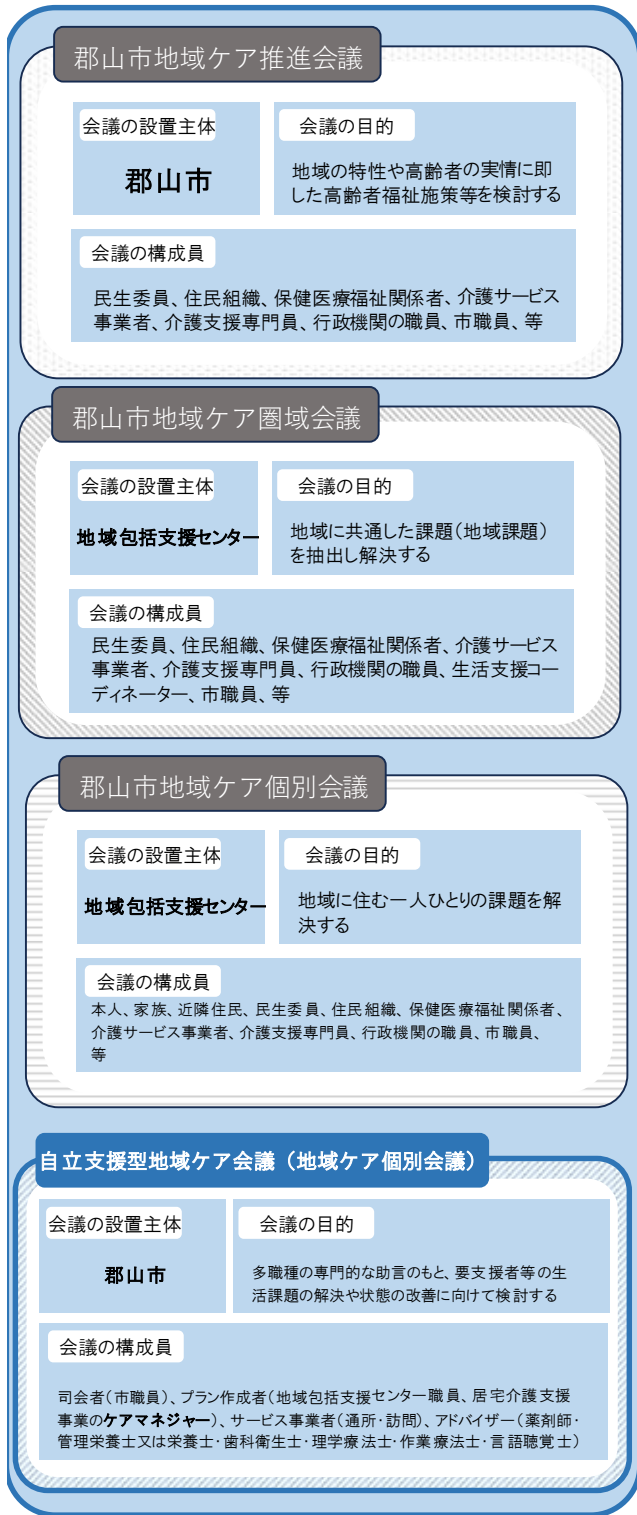 郡山市地域ケア推進会議
会議の設置主体
郡山市
会議の目的
地域の特性や高齢者の実情に即
した高齢者福祉施策等を検討する
会議の構成員
民生委員、住民組織、保健医療福祉関係者、介護サービス
事業者、介護支援専門員、行政機関の職員、市職員、等
郡山市地域ケア圏域会議
会議の設置主体
地域包括支援センター
会議の目的
地域に共通した課題(地域課題)
を抽出し解決する
会議の構成員
民生委員、住民組織、保健医療福祉関係者、介護サービス
事業者、介護支援専門員、行政機関の職員、生活支援コー
ディネーター、市職員、等
郡山市地域ケア個別会議
会議の設置主体
地域包括支援センター
会議の目的
地域に住む一人ひとりの課題を解
決する
会議の構成員
本人、家族、近隣住民、民生委員、住民組織、保健医療福祉関係者、
介護サービス事業者、介護支援専門員、行政機関の職員、市職員、
等
自立支援型地域ケア会議（地域ケア個別会議）
会議の設置主体
郡山市
会議の目的
多職種の専門的な助言のもと、要支援者等の生
活課題の解決や状態の改善に向けて検討する
会議の構成員
司会者(市職員)、プラン作成者(地域包括支援センター職員、居宅介護支援
事業のケアマネジャー)、サービス事業者(通所・訪問)、アドバイザー(薬剤師・
管理栄養士又は栄養士・歯科衛生士・理学療法士・作業療法士・言語聴覚士)